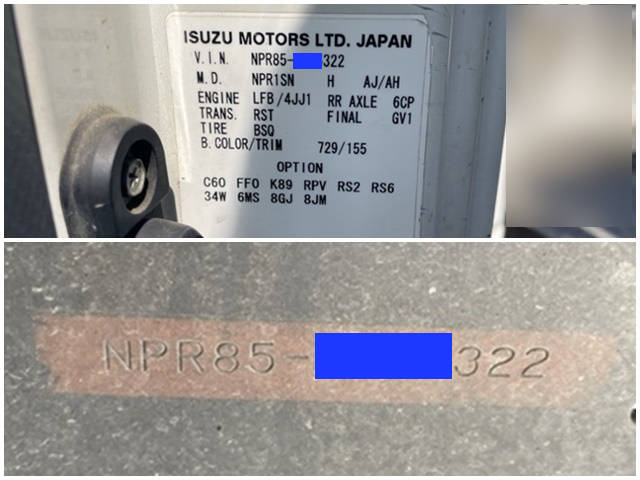 ISUZU MOTORS LTD. JAPAN
V.I.N. NPR85- 322
M.D. NPR1SN H AJ/AH
ENGINE LFB/4JJ1 RR AXLE 6CP
TRANS. RST FINAL GV1
TIRE BSQ
B.COLOR/TRIM 729/155
OPTION
C60 FF0 K89 RPV RS2 RS6
34W 6MS 8GJ 8JM
NPR85- 322